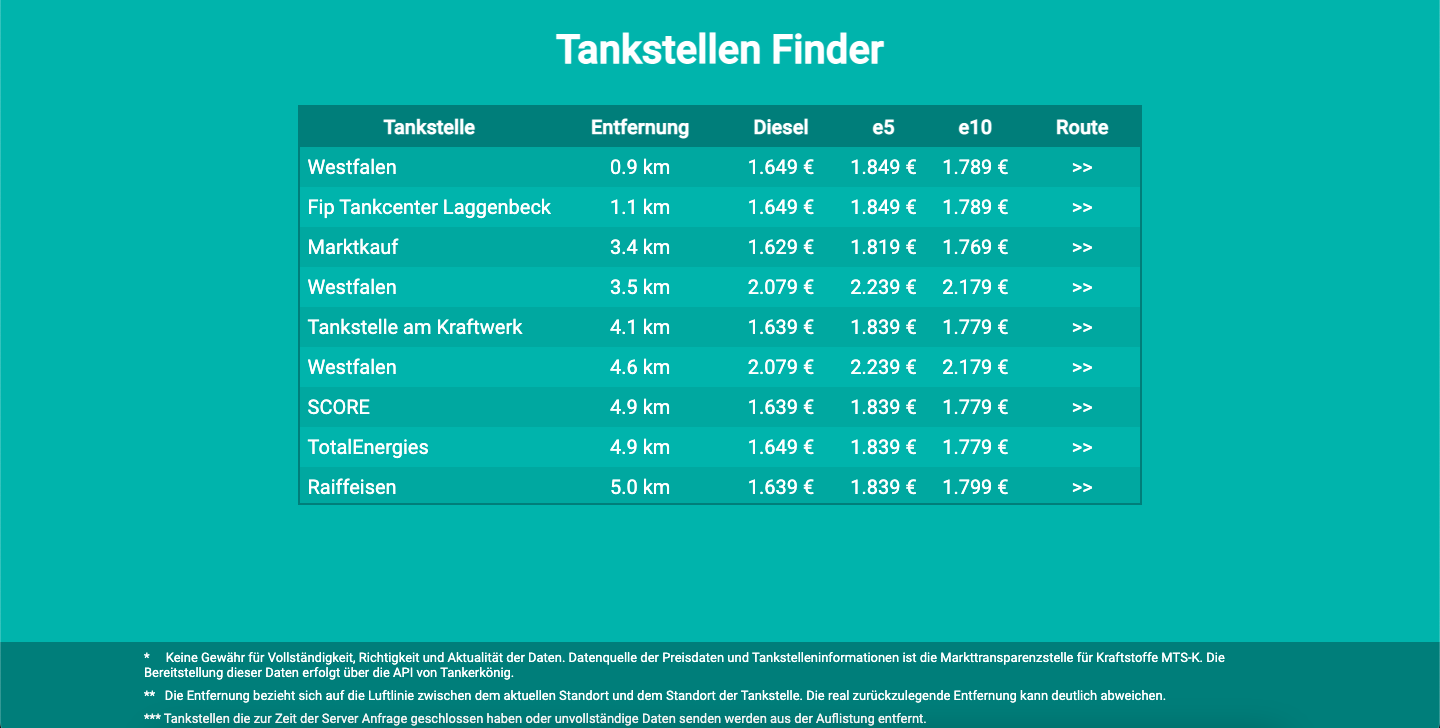 Tankstellen Finder
Tankstelle Entfernung Diesel e5 e10 Route
Westfalen 0.9 km 1.649 € 1.849 € 1.789 € >>
Fip Tankcenter Laggenbeck 1.1 km 1.649 € 1.849 € 1.789 € >>
Marktkauf 3.4 km 1.629 € 1.819 € 1.769 € >>
Westfalen 3.5 km 2.079 € 2.239 € 2.179 € >>
Tankstelle am Kraftwerk 4.1 km 1.639 € 1.839 € 1.779 € >>
Westfalen 4.6 km 2.079 € 2.239 € 2.179 € >>
SCORE 4.9 km 1.639 € 1.839 € 1.779 € >>
TotalEnergies 4.9 km 1.649 € 1.839 € 1.779 € >>
Raiffeisen 5.0 km 1.639 € 1.839 € 1.799 € >>
* Keine Gewähr für Vollständigkeit, Richtigkeit und Aktualität der Daten. Datenquelle der Preisdaten und Tankstelleninformationen ist die Markttransparenzstelle für Kraftstoffe MTS-K. Die
Bereitstellung dieser Daten erfolgt über die API von Tankerkönig.
** Die Entfernung bezieht sich auf die Luftlinie zwischen dem aktuellen Standort und dem Standort der Tankstelle. Die real zurückzulegende Entfernung kann deutlich abweichen.
*** Tankstellen die zur Zeit der Server Anfrage geschlossen haben oder unvollständige Daten senden werden aus der Auflistung entfernt.